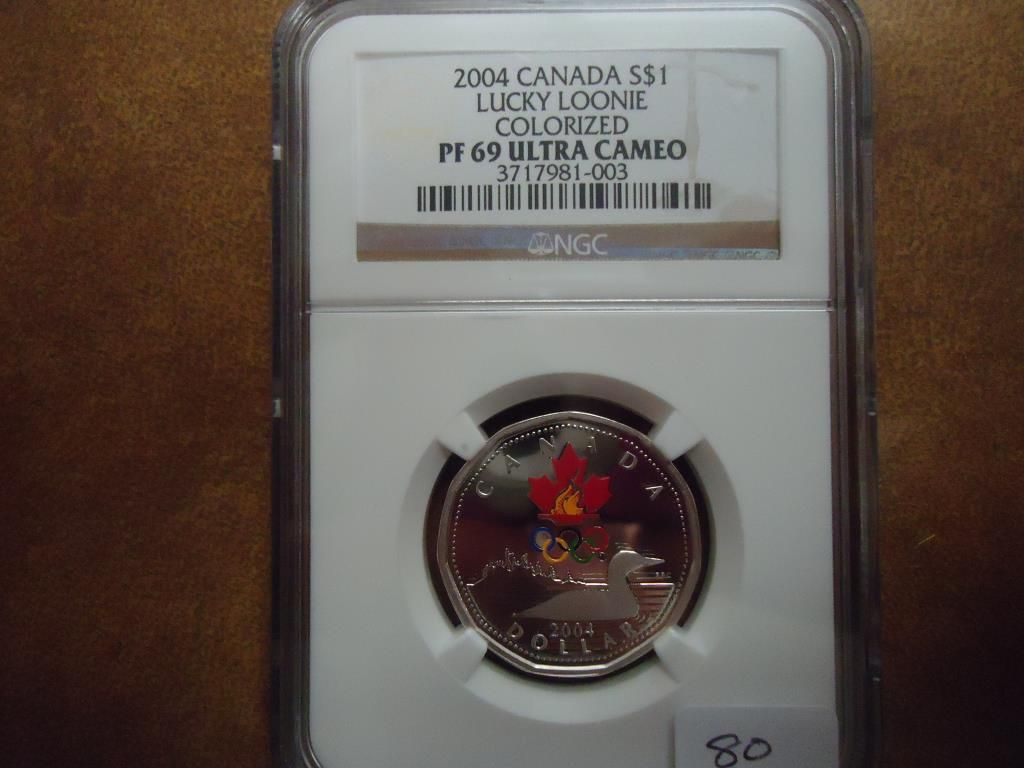 2004 CANADA S$1
LUCKY LOONIE
COLORIZED
PF 69 ULTRA CAMEO
3717981-003
NGC
CANADA
2004
DOLLAR
80